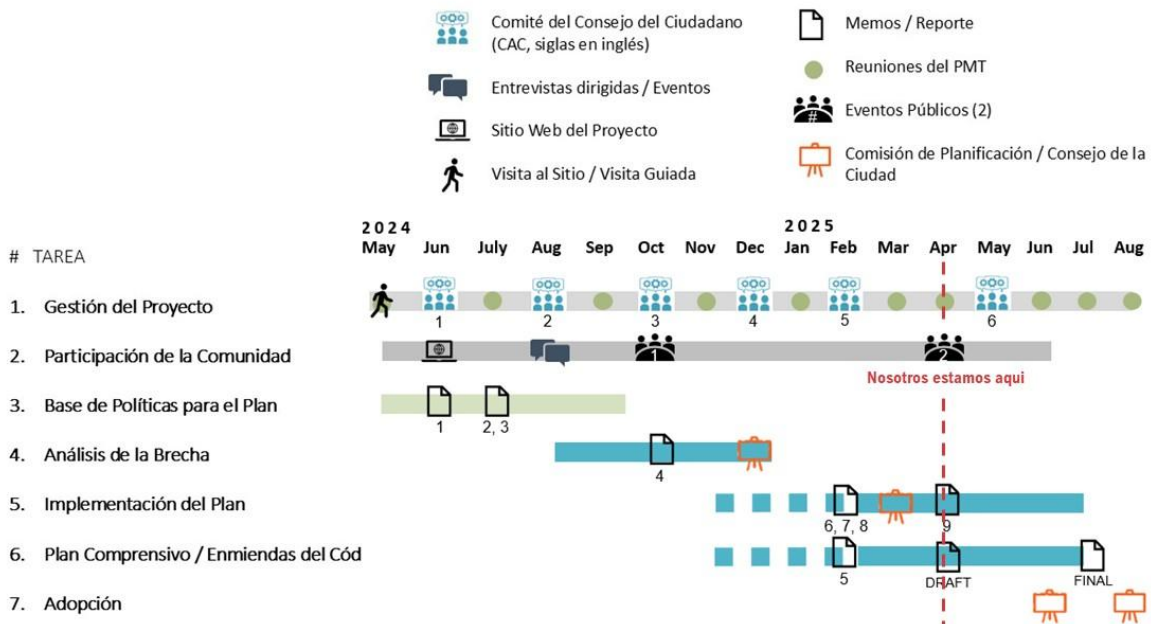 Comité del Consejo del Ciudadano
(CAC, siglas en inglés)
Entrevistas dirigidas / Eventos
Sitio Web del Proyecto
Visita al Sitio / Visita Guiada
Memos / Reporte
Reuniones del PMT
#
Eventos Públicos (2)
Comisión de Planificación / Consejo de la
Ciudad
2024 2025
May Jun July Aug Sep Oct Nov Dec Jan Feb Mar Apr May Jun Jul Aug
# TAREA
1. Gestión del Proyecto
1 2 3 4 5 6
2. Participación de la Comunidad
1 2
Nosotros estamos aqui
3. Base de Políticas para el Plan
1 2, 3
4. Análisis de la Brecha
4
5. Implementación del Plan
6, 7, 8 9
6. Plan Comprensivo / Enmiendas del Cód
5 DRAFT FINAL
7. Adopción